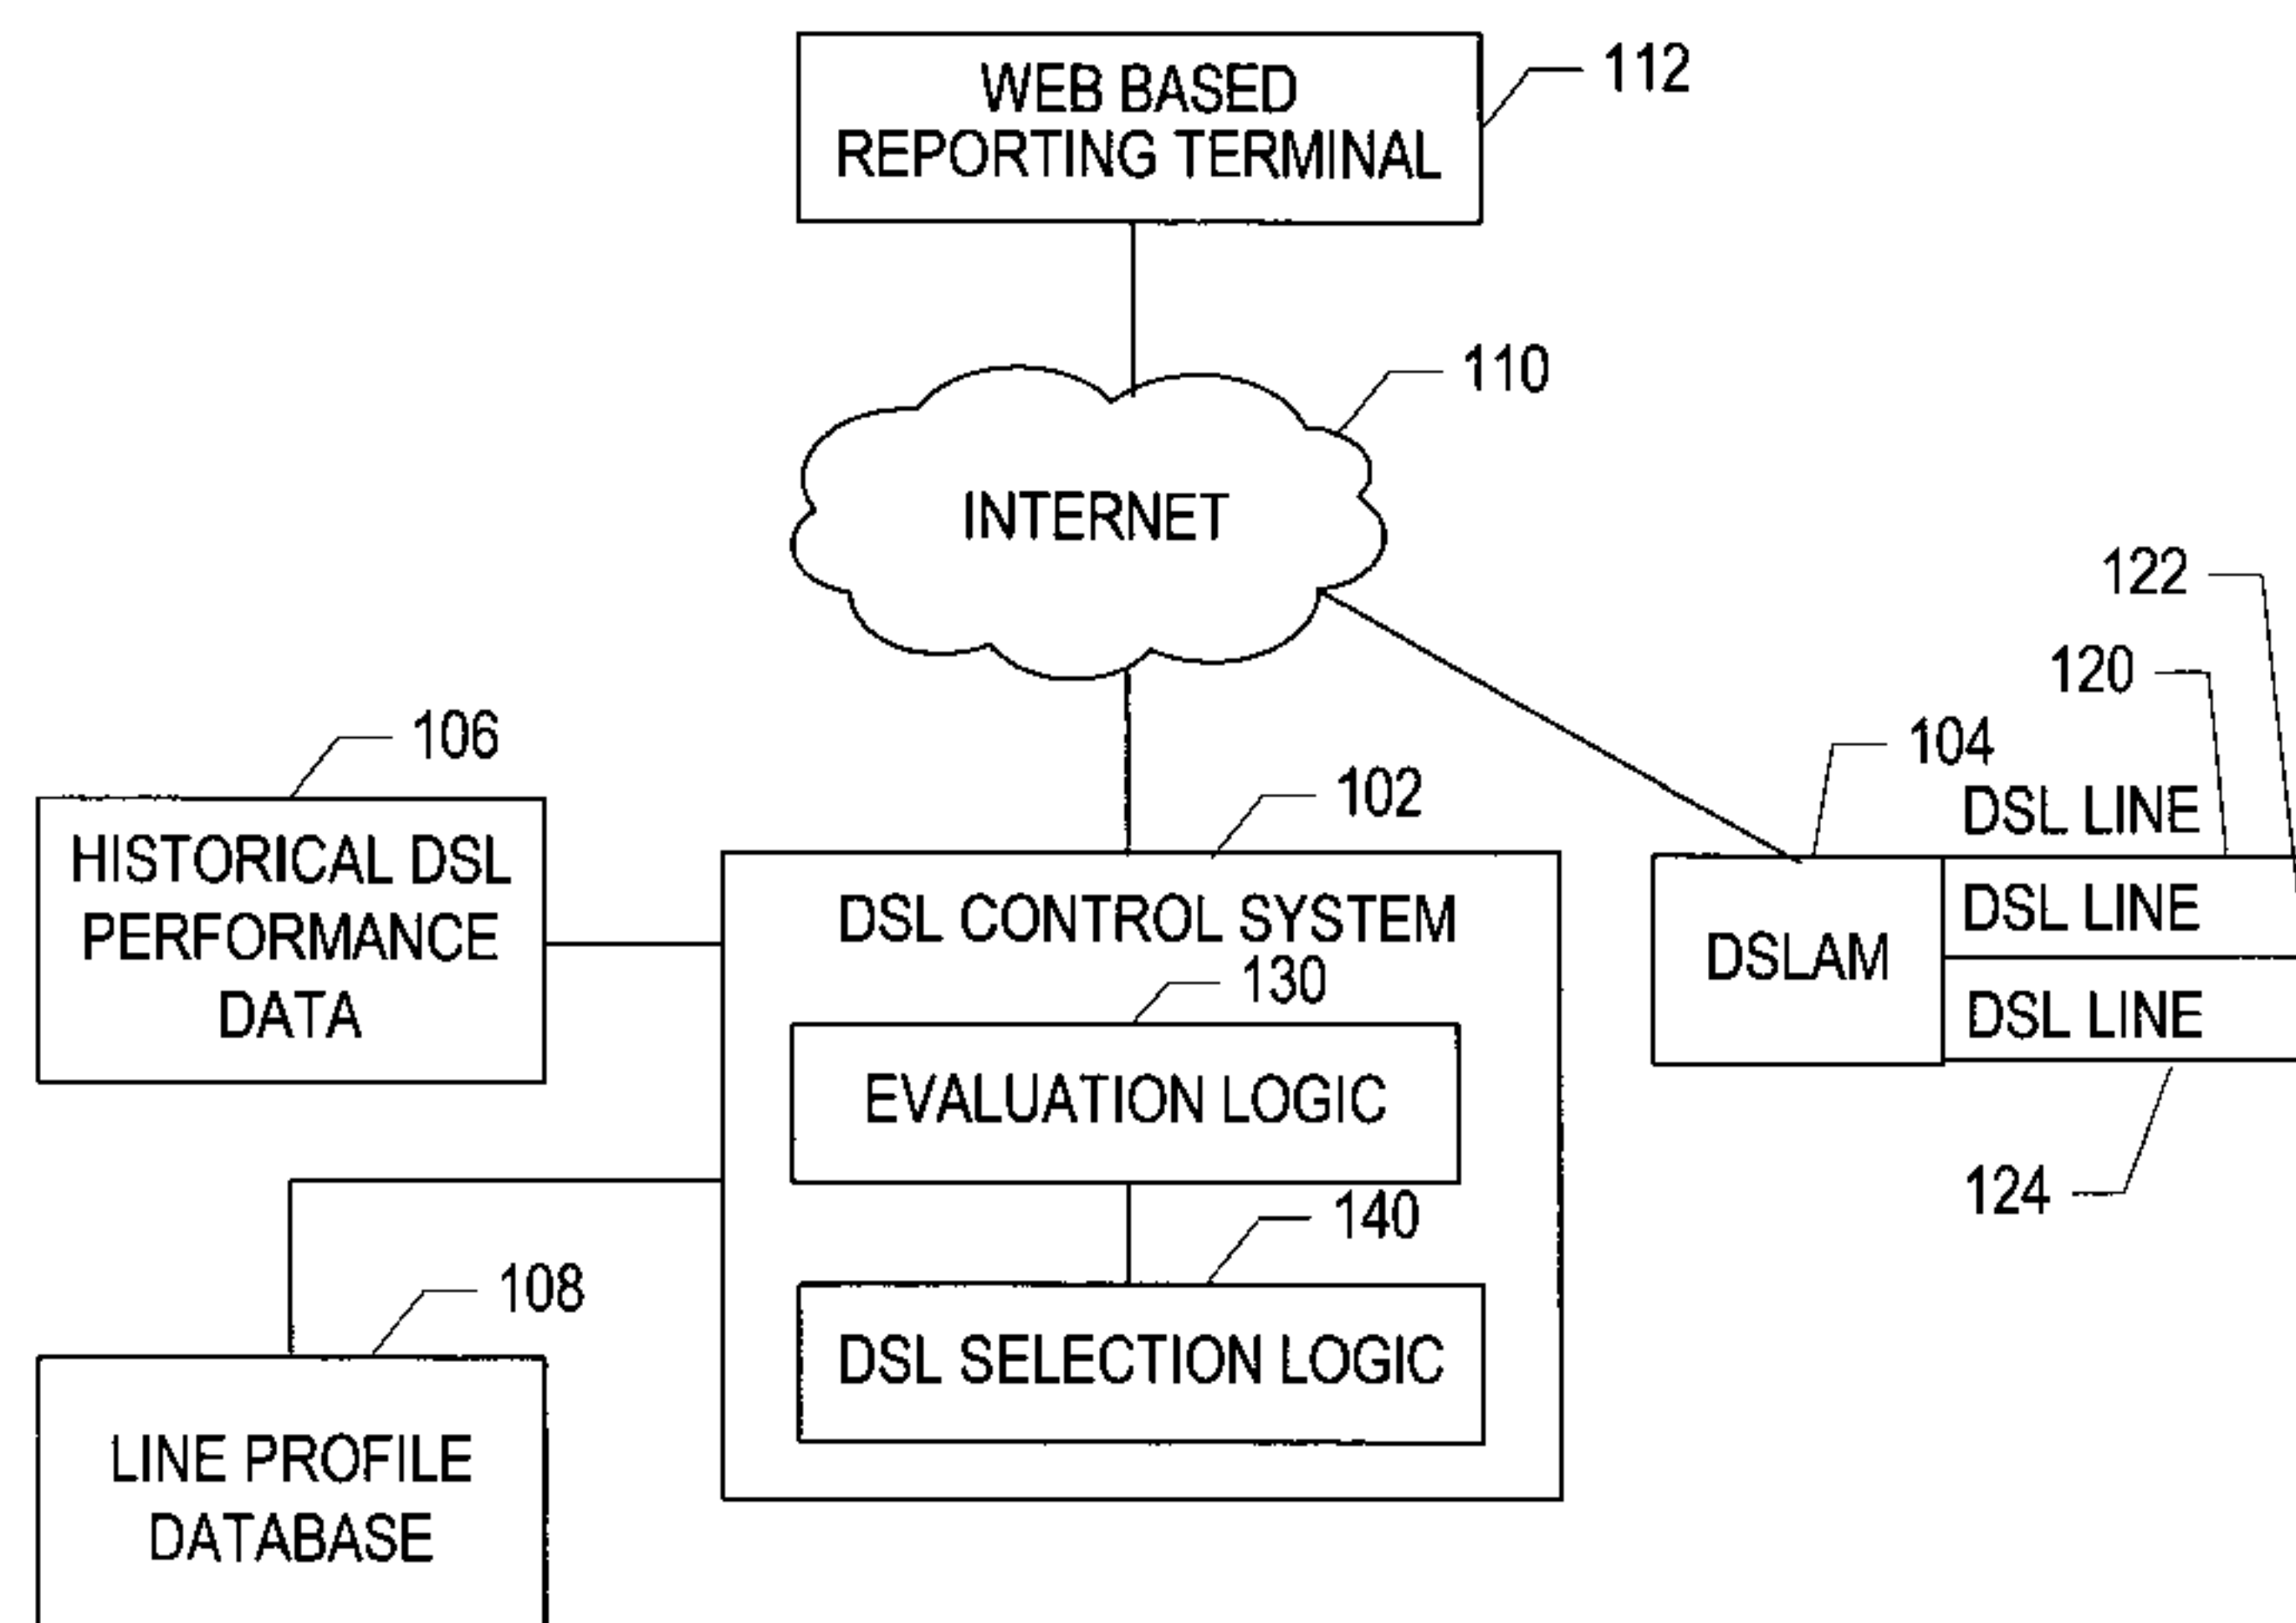 WEB BASED
REPORTING TERMINAL
112
110
INTERNET
122
120
106
102
104
DSL LINE
HISTORICAL DSL
PERFORMANCE
DATA
DSL CONTROL SYSTEM
130
DSLAM
DSL LINE
DSL LINE
EVALUATION LOGIC
124
140
108
DSL SELECTION LOGIC
LINE PROFILE
DATABASE